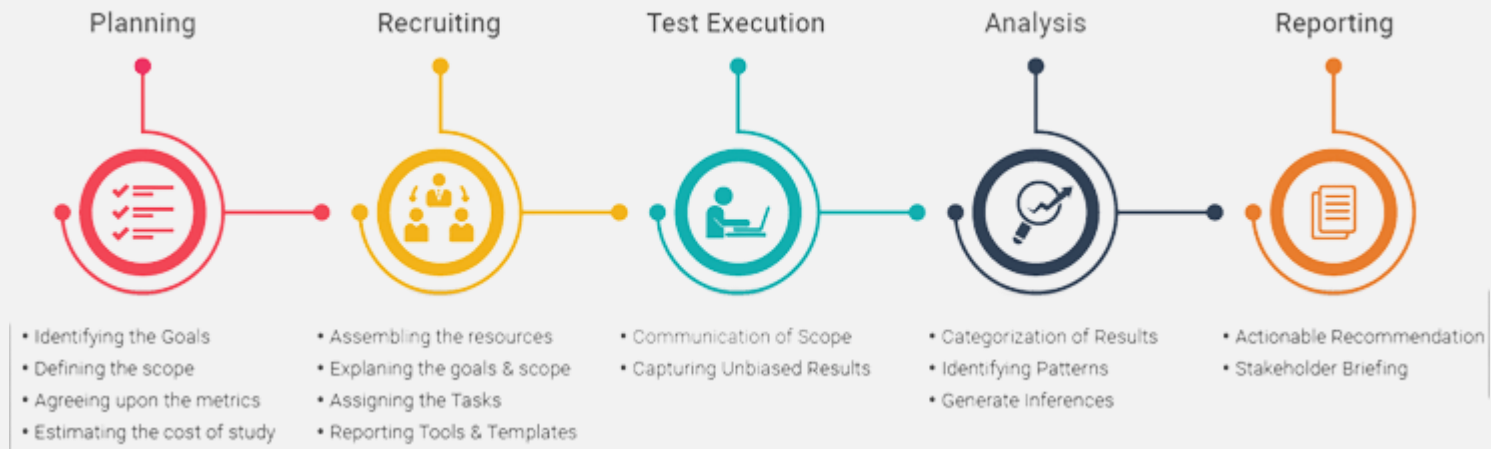 Planning
Recruiting
Test Execution
Analysis
Reporting
• Identifying the Goals
• Defining the scope
• Agreeing upon the metrics
• Estimating the cost of study
• Assembling the resources
• Explaning the goals & scope
• Assigning the Tasks
• Reporting Tools & Templates
• Communication of Scope
• Capturing Unbiased Results
• Categorization of Results
• Identifying Patterns
• Generate Inferences
• Actionable Recommendation
• Stakeholder Briefing